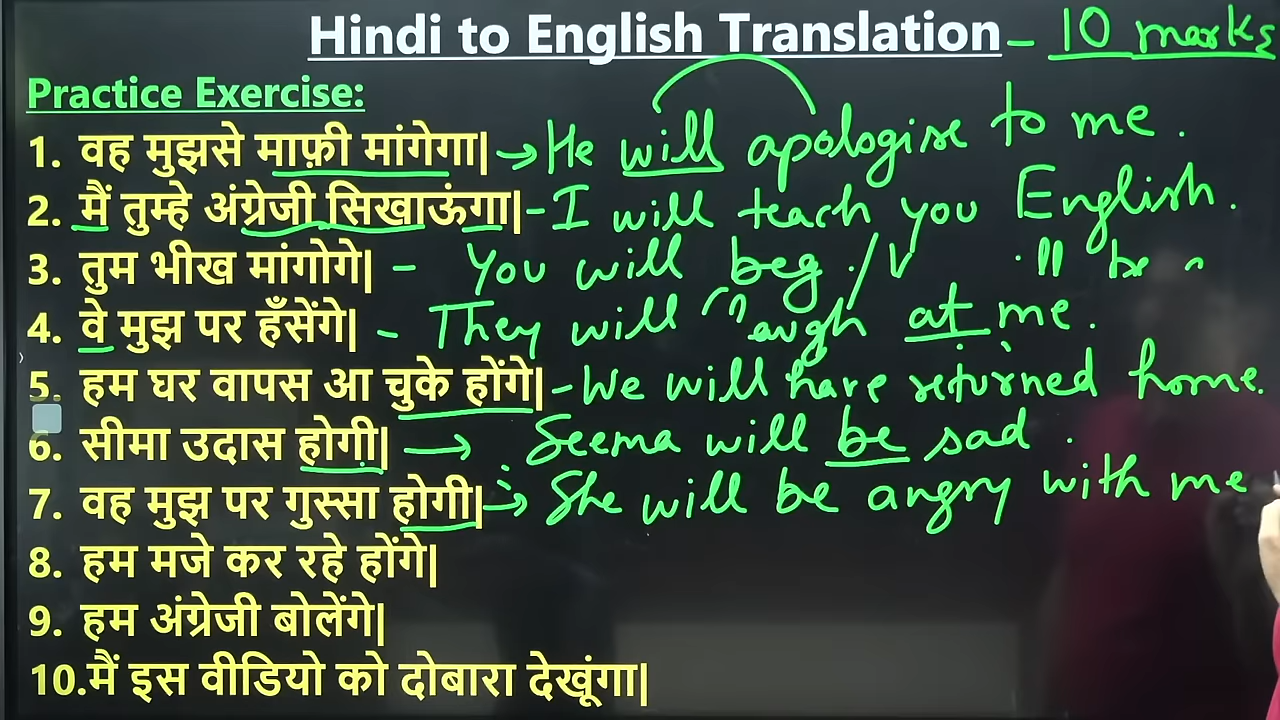 Hindi to English Translation - 10 marks
Practice Exercise:
1. वह मुझसे माफ़ी मांगेगा| → He will apologise to me.
2. मैं तुम्हे अंग्रेजी सिखाऊंगा| - I will teach you English.
3. तुम भीख मांगोगे| - You will beg. / 'll be
4. वे मुझ पर हँसेंगे| - They will laugh at me.
5. हम घर वापस आ चुके होंगे| - We will have returned home.
6. सीमा उदास होगी| → Seema will be sad.
7. वह मुझ पर गुस्सा होगी| → She will be angry with me
8. हम मजे कर रहे होंगे|
9. हम अंग्रेजी बोलेंगे|
10. मैं इस वीडियो को दोबारा देखूंगा|